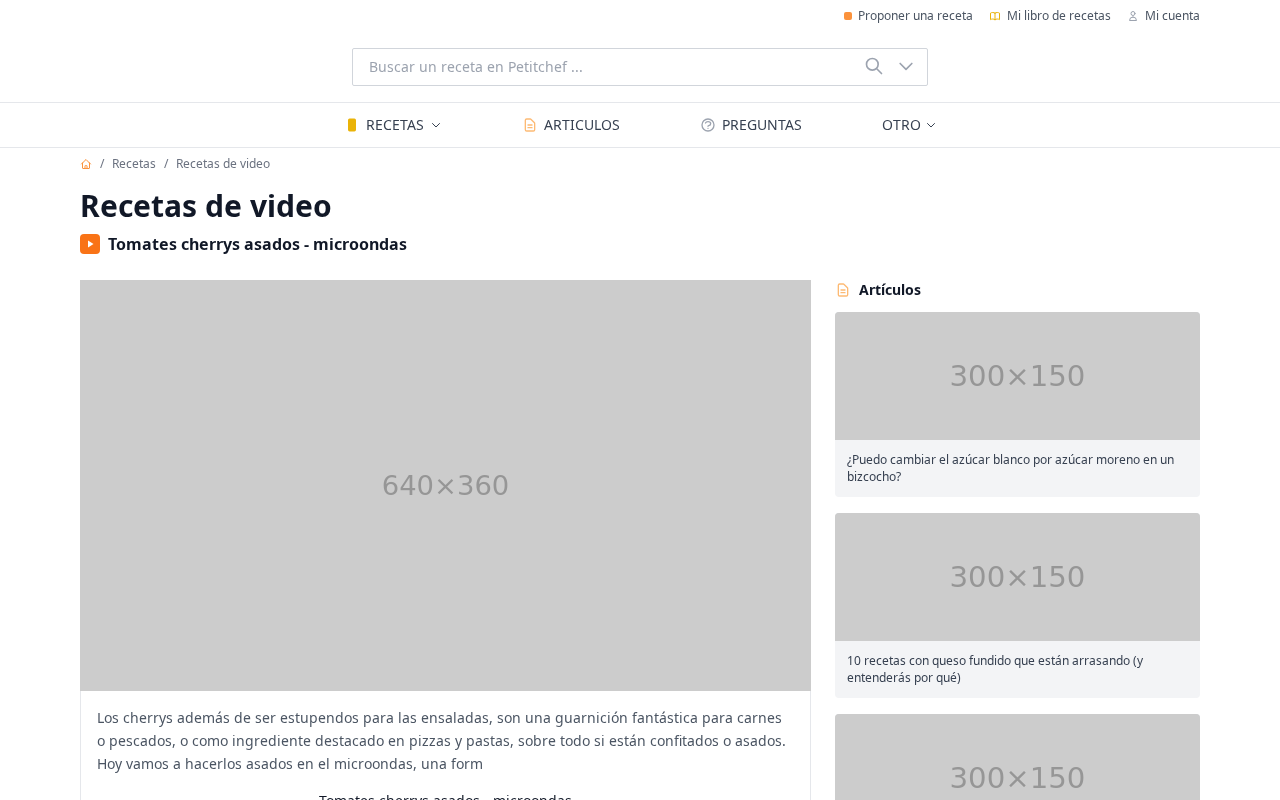 Proponer una receta
Mi libro de recetas
Mi cuenta
Buscar un receta en Petitchef ...
RECETAS
ARTICULOS
PREGUNTAS
OTRO
/ Recetas / Recetas de video
Recetas de video
Tomates cherrys asados - microondas
640×360
Los cherrys además de ser estupendos para las ensaladas, son una guarnición fantástica para carnes
o pescados, o como ingrediente destacado en pizzas y pastas, sobre todo si están confitados o asados.
Hoy vamos a hacerlos asados en el microondas, una form
Tomates cherrys asados - microondas
Artículos
300×150
¿Puedo cambiar el azúcar blanco por azúcar moreno en un
bizcocho?
300×150
10 recetas con queso fundido que están arrasando (y
entenderás por qué)
300×150